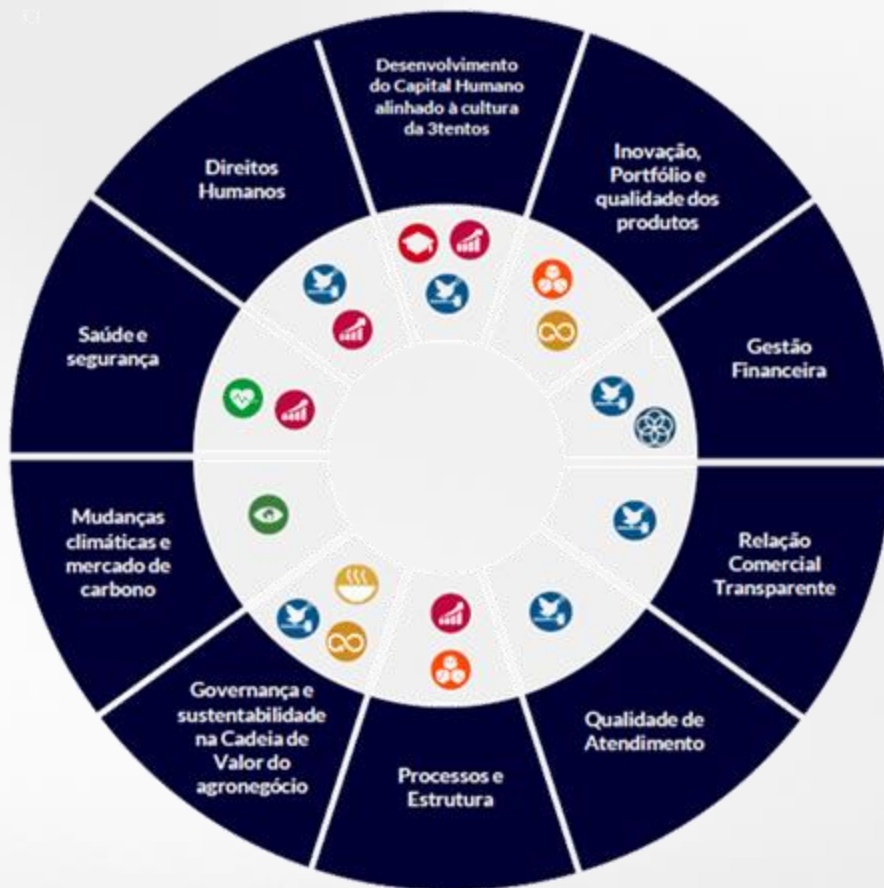 Desenvolvimento
do Capital Humano
alinhado à cultura
da 3tentos
Inovação,
Portfólio e
qualidade dos
produtos
Gestão
Financeira
Relação
Comercial
Transparente
Qualidade de
Atendimento
Processos e
Estrutura
Governança e
sustentabilidade
na Cadeia de
Valor do
agronegócio
Mudanças
climáticas e
mercado de
carbono
Saúde e
segurança
Direitos
Humanos